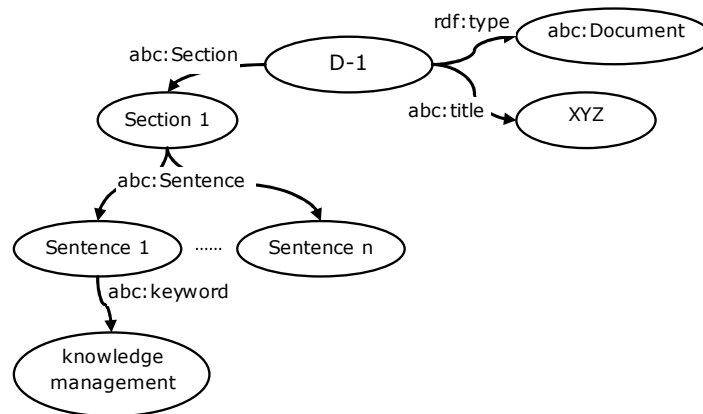 rdf:type
abc:Document
abc:Section
D-1
abc:title
XYZ
Section 1
abc:Sentence
Sentence 1
......
Sentence n
abc:keyword
knowledge
management